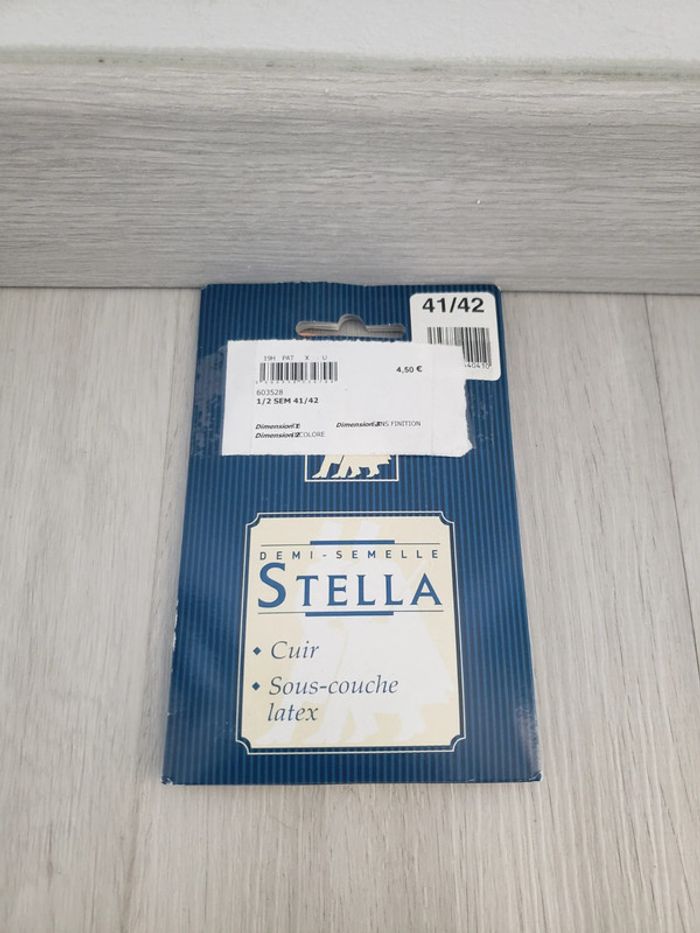 41/42
19H PAT X U
4,50 €
603528
1/2 SEM 41/42
DEMI-SEMELLE
STELLA
• Cuir
• Sous-couche
latex